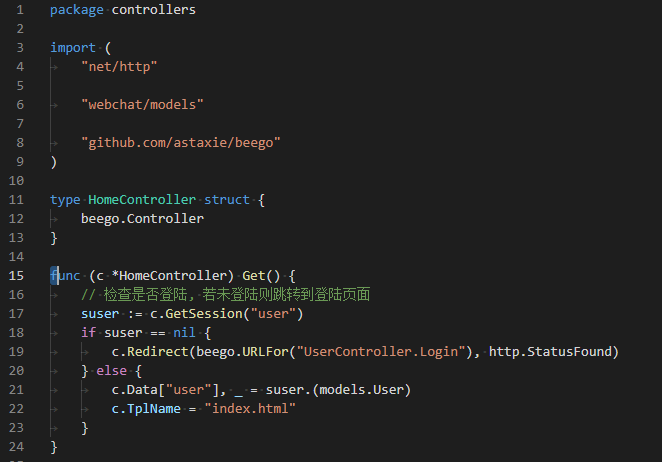 1 package controllers
2
3 import (
4 "net/http"
5
6 "webchat/models"
7
8 "github.com/astaxie/beego"
9 )
10
11 type HomeController struct {
12 beego.Controller
13 }
14
15 func (c *HomeController) Get() {
16 // 检查是否登陆, 若未登陆则跳转到登陆页面
17 suser := c.GetSession("user")
18 if suser == nil {
19 c.Redirect(beego.URLFor("UserController.Login"), http.StatusFound)
20 } else {
21 c.Data["user"], _ = suser.(models.User)
22 c.TplName = "index.html"
23 }
24 }